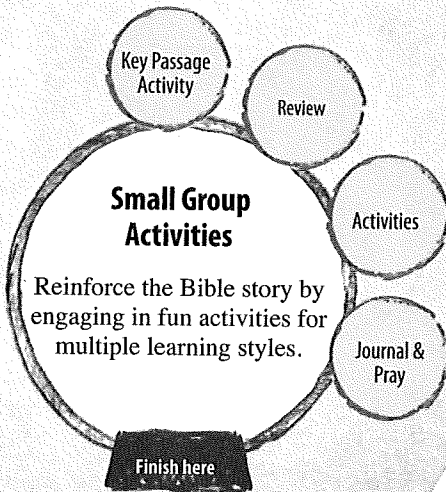 Key Passage
Activity
Review
Small Group
Activities
Activities
Reinforce the Bible story by
engaging in fun activities for
multiple learning styles.
Journal &
Pray
Finish here